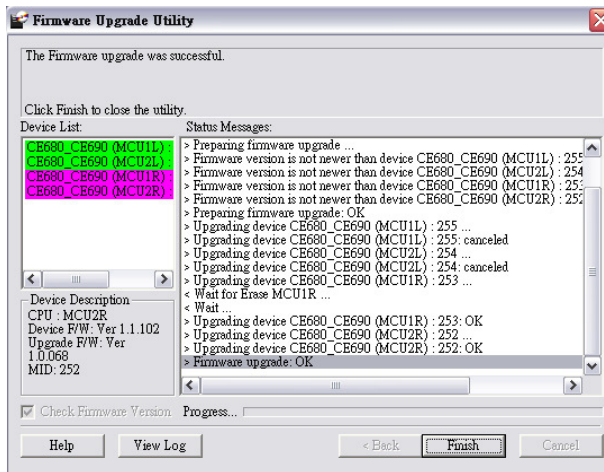 Firmware Upgrade Utility
The Firmware upgrade was successful.
Click Finish to close the utility.
Device List:
Status Messages:
CE680_CE690 (MCU1L) :
CE680_CE690 (MCU2L) :
CE680_CE690 (MCU1R) :
CE680_CE690 (MCU2R) :
> Preparing firmware upgrade ...
> Firmware version is not newer than device CE680_CE690 (MCU1L) : 255
> Firmware version is not newer than device CE680_CE690 (MCU2L) : 254
> Firmware version is not newer than device CE680_CE690 (MCU1R) : 253
> Firmware version is not newer than device CE680_CE690 (MCU2R) : 252
> Preparing firmware upgrade: OK
> Upgrading device CE680_CE690 (MCU1L) : 255 ...
> Upgrading device CE680_CE690 (MCU1L) : 255: canceled
> Upgrading device CE680_CE690 (MCU2L) : 254 ...
> Upgrading device CE680_CE690 (MCU2L) : 254: canceled
> Upgrading device CE680_CE690 (MCU1R) : 253 ...
< Wait for Erase MCU1R ...
< Wait ...
> Upgrading device CE680_CE690 (MCU1R) : 253: OK
> Upgrading device CE680_CE690 (MCU2R) : 252 ...
> Upgrading device CE680_CE690 (MCU2R) : 252: OK
> Firmware upgrade: OK
Device Description
CPU : MCU2R
Device F/W: Ver 1.1.102
Upgrade F/W: Ver
1.0.068
MID: 252
Check Firmware Version
Progress...
Help
View Log
< Back
Finish
Cancel